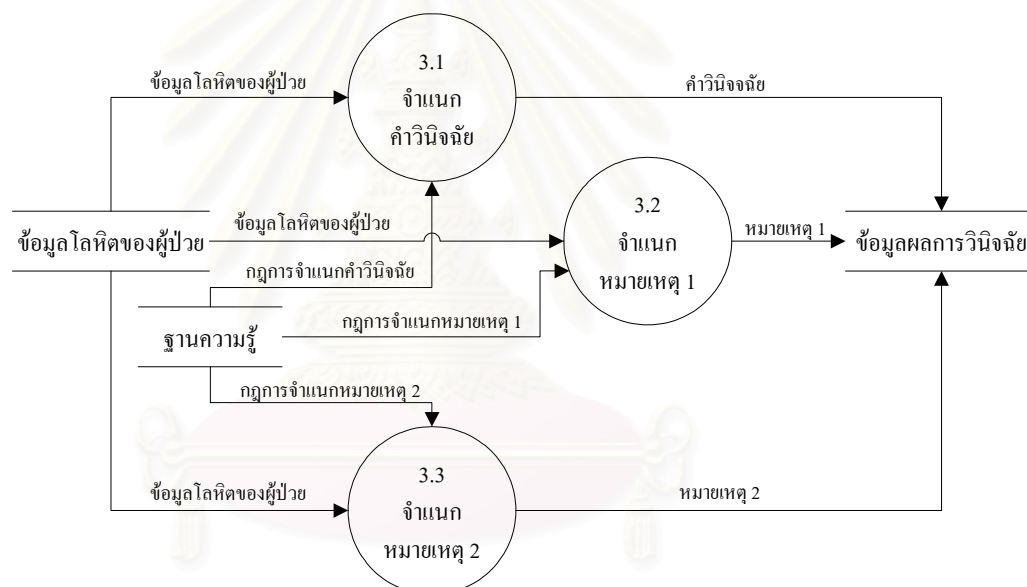 3.1
จำแนก
คำวินิจฉัย
ข้อมูลโลหิตของผู้ป่วย
คำวินิจจฉัย
3.2
จำแนก
หมายเหตุ 1
ข้อมูลโลหิตของผู้ป่วย
ข้อมูลโลหิตของผู้ป่วย
หมายเหตุ 1
ข้อมูลผลการวินิจฉัย
กฎการจำแนกคำวินิจฉัย
กฎการจำแนกหมายเหตุ 1
ฐานความรู้
กฎการจำแนกหมายเหตุ 2
3.3
จำแนก
หมายเหตุ 2
ข้อมูลโลหิตของผู้ป่วย
หมายเหตุ 2